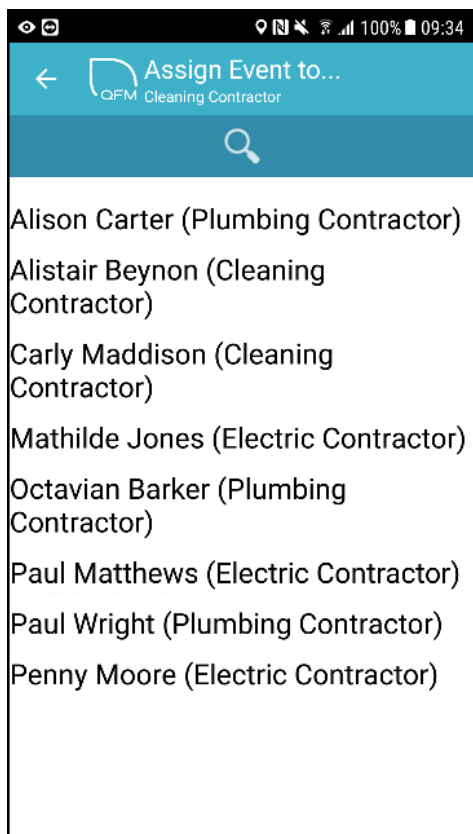 100% 09:34
Assign Event to...
QFM Cleaning Contractor
Alison Carter (Plumbing Contractor)
Alistair Beynon (Cleaning
Contractor)
Carly Maddison (Cleaning
Contractor)
Mathilde Jones (Electric Contractor)
Octavian Barker (Plumbing
Contractor)
Paul Matthews (Electric Contractor)
Paul Wright (Plumbing Contractor)
Penny Moore (Electric Contractor)